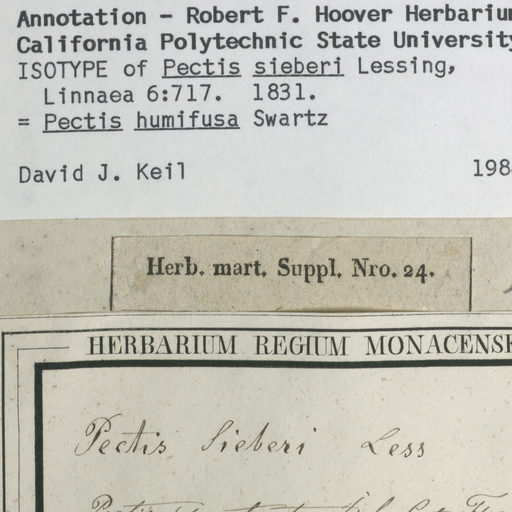 Annotation - Robert F. Hoover Herbarium
California Polytechnic State University
ISOTYPE of Pectis sieberi Lessing,
Linnaea 6:717. 1831.
= Pectis humifusa Swartz
David J. Keil 198
Herb. mart. Suppl. Nro. 24.
HERBARIUM REGIUM MONACENSE
Pectis Sieberi Less